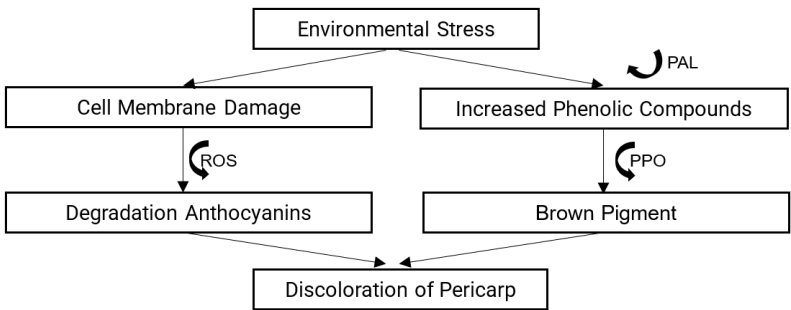 Environmental Stress
PAL
Cell Membrane Damage
Increased Phenolic Compounds
ROS
PPO
Degradation Anthocyanins
Brown Pigment
Discoloration of Pericarp